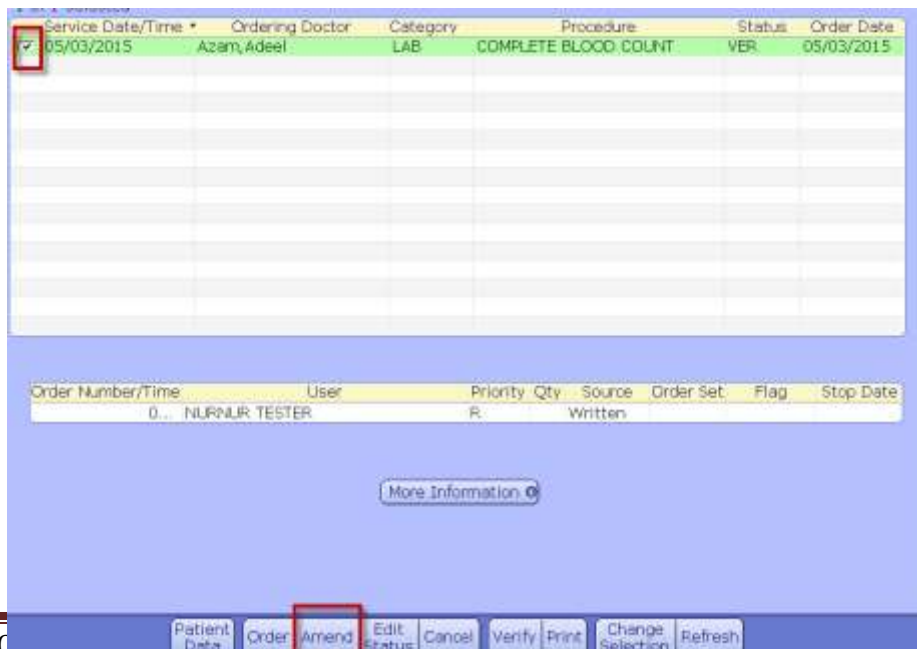 Service Date/Time Ordering Doctor Category Procedure Status Order Date
05/03/2015 Azam, Adeel LAB COMPLETE BLOOD COUNT VER 05/03/2015
Order Number/Time User Priority Qty Source Order Set Flag Stop Date
0... NURNUR TESTER R Written
More Information
Patient Data Order Amend Edit Status Cancel Verify Print Change Selection Refresh